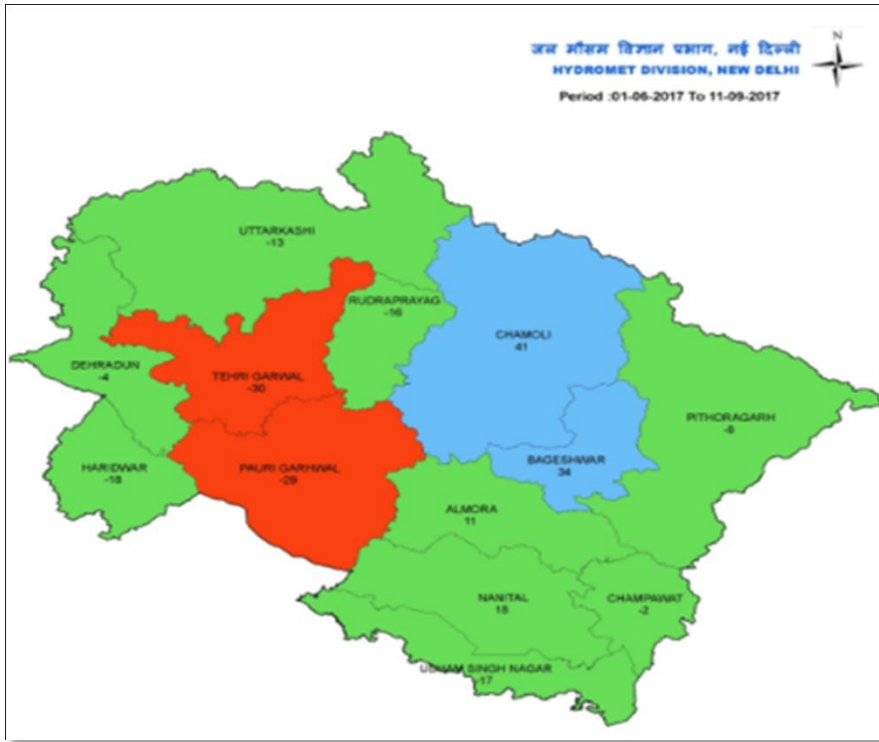 N
जल मौसम विज्ञान प्रभाग, नई दिल्ली
HYDROMET DIVISION, NEW DELHI
Period :01-06-2017 To 11-09-2017
UTTARKASHI
-13
RUDRAPRAYAG
-16
CHAMOLI
41
DEHRADUN
-4
TEHRI GARWAL
-30
PITHORAGARH
HARIDWAR
-18
PAURI GARHWAL
-29
BAGESHWAR
34
ALMORA
11
NANITAL
CHAMPAWAT
-2
UDHAM SINGH NAGAR
-17